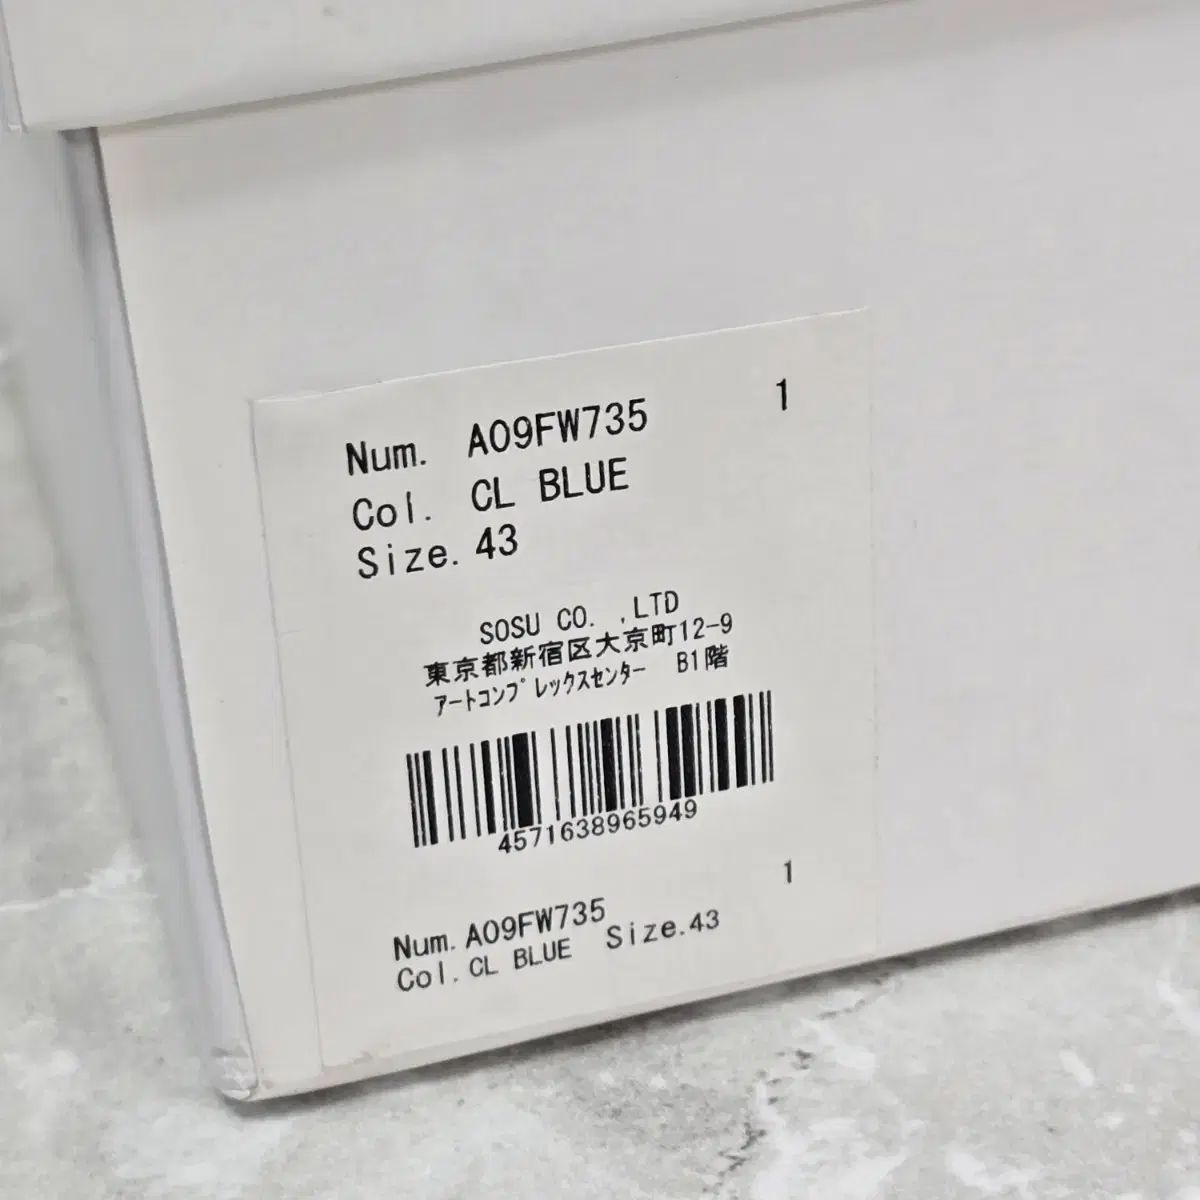 Num. A09FW735 1
Col. CL BLUE
Size. 43
SOSU CO. ,LTD
東京都新宿区大京町12-9
ｱｰﾄｺﾝﾌﾟﾚｯｸｽｾﾝﾀｰ B1階
4571638965949
1
Num. A09FW735
Col. CL BLUE Size. 43